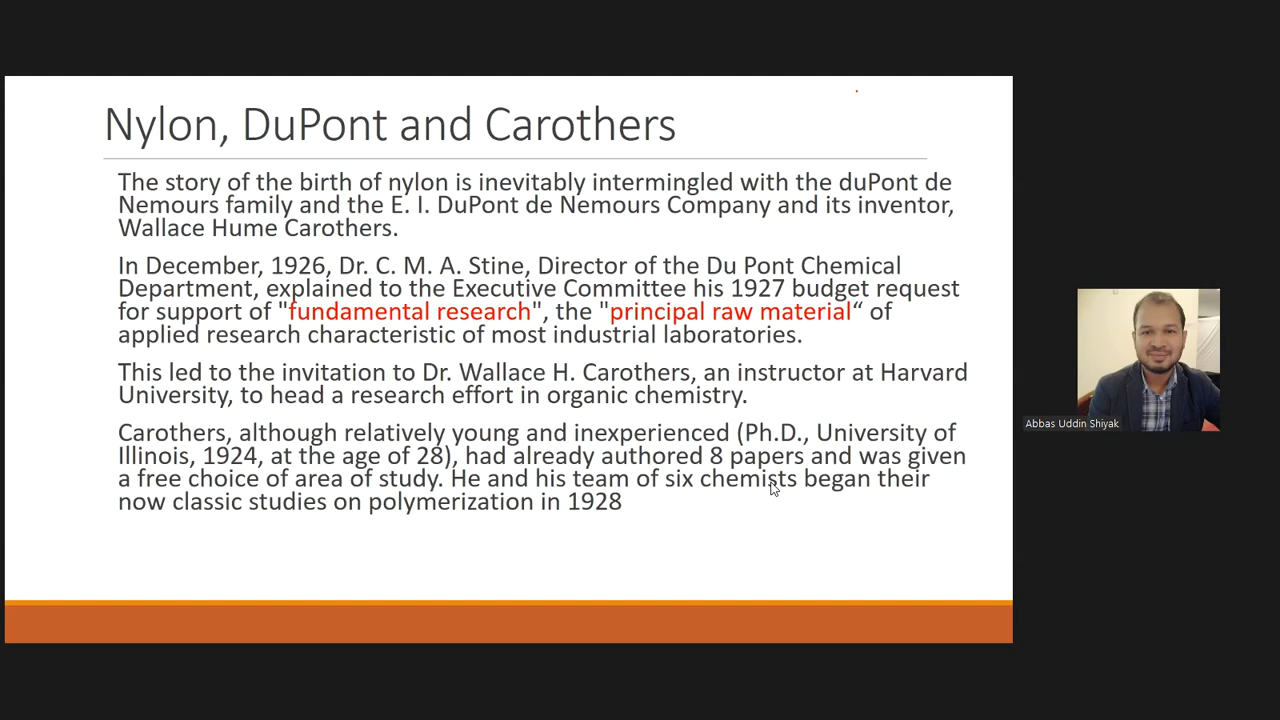 Nylon, DuPont and Carothers
The story of the birth of nylon is inevitably intermingled with the duPont de
Nemours family and the E. I. DuPont de Nemours Company and its inventor,
Wallace Hume Carothers.
In December, 1926, Dr. C. M. A. Stine, Director of the Du Pont Chemical
Department, explained to the Executive Committee his 1927 budget request
for support of "fundamental research", the "principal raw material“ of
applied research characteristic of most industrial laboratories.
This led to the invitation to Dr. Wallace H. Carothers, an instructor at Harvard
University, to head a research effort in organic chemistry.
Carothers, although relatively young and inexperienced (Ph.D., University of
Illinois, 1924, at the age of 28), had already authored 8 papers and was given
a free choice of area of study. He and his team of six chemists began their
now classic studies on polymerization in 1928
Abbas Uddin Shiyak